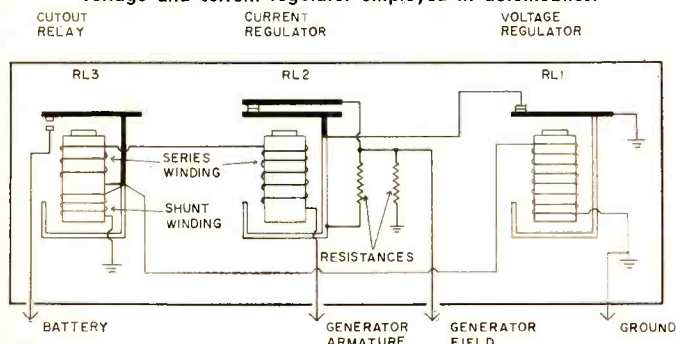 voltage and current regulator employed in automobiles.
CUTOUT RELAY
CURRENT REGULATOR
VOLTAGE REGULATOR
RL3
RL2
RL1
SERIES WINDING
SHUNT WINDING
RESISTANCES
BATTERY
GENERATOR ARMATURE
GENERATOR FIELD
GROUND